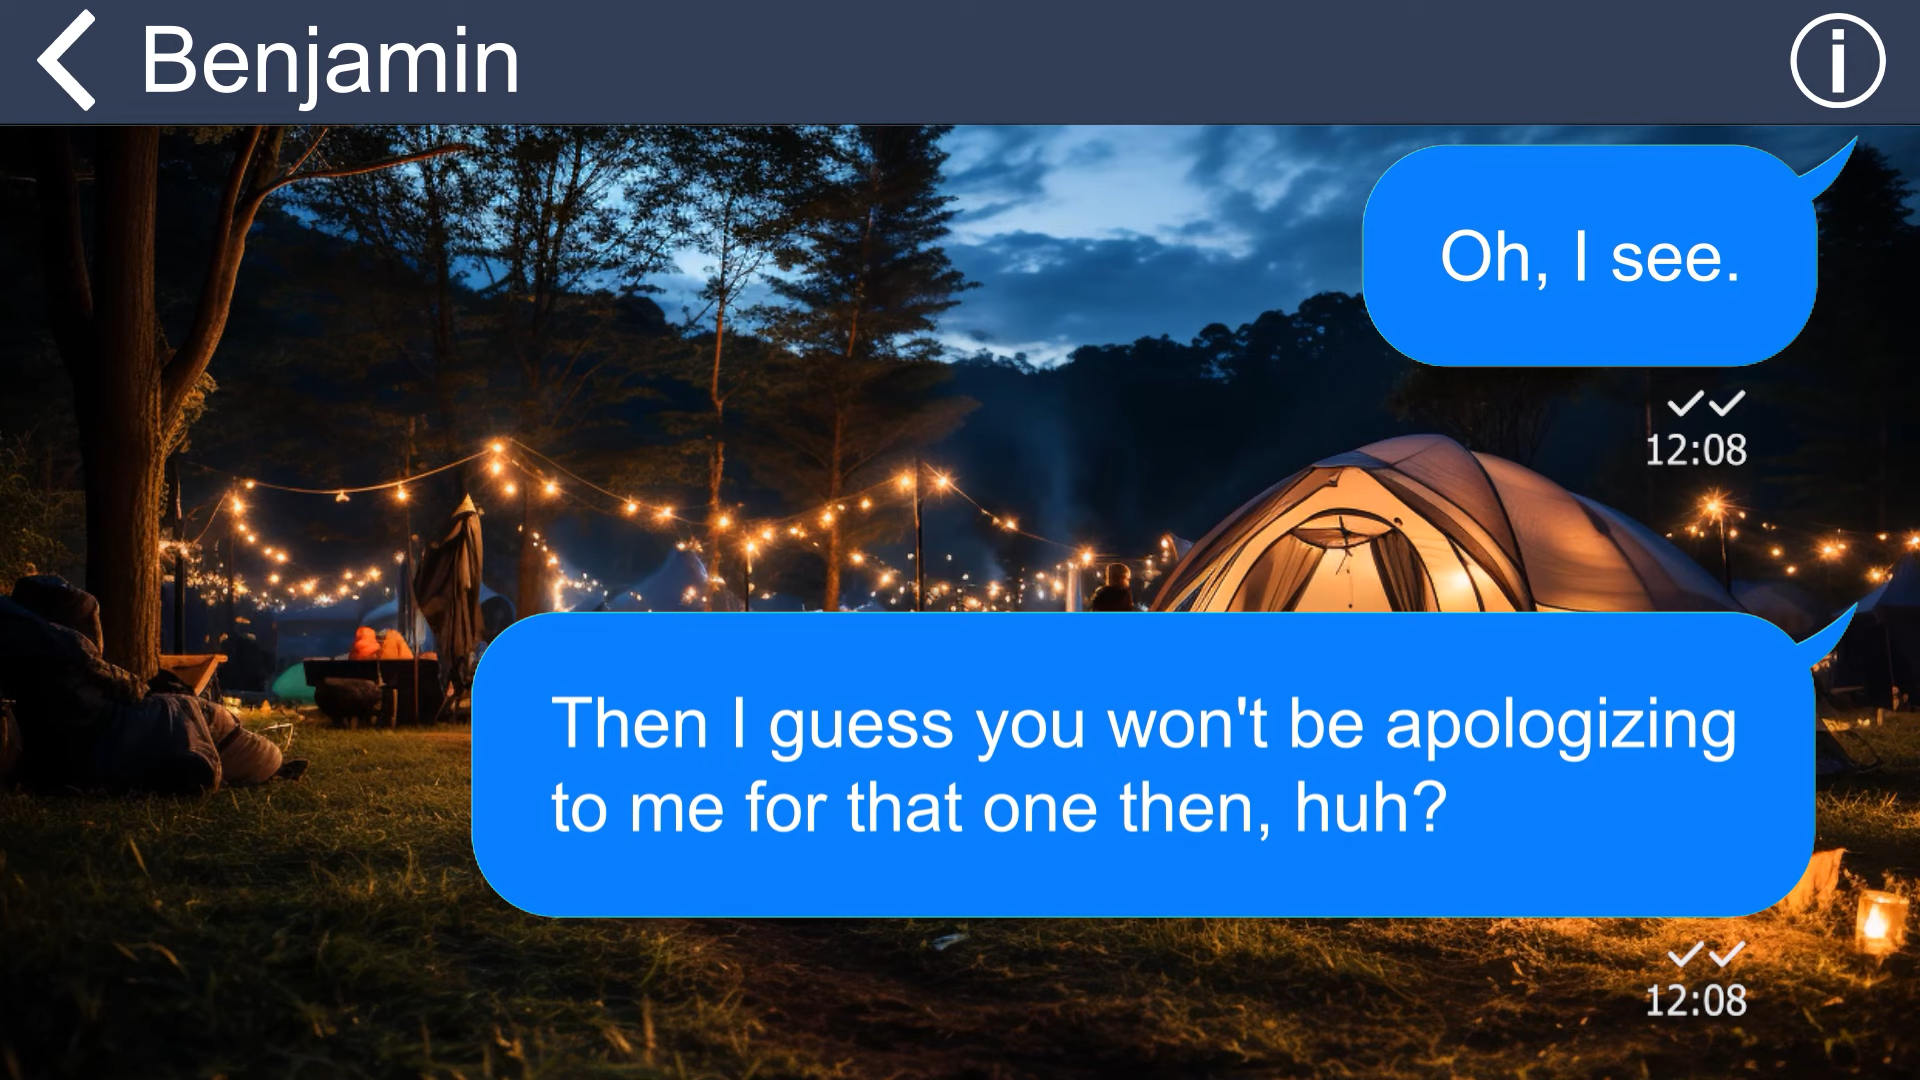 Benjamin
Oh, I see.
12:08
Then I guess you won't be apologizing
to me for that one then, huh?
12:08